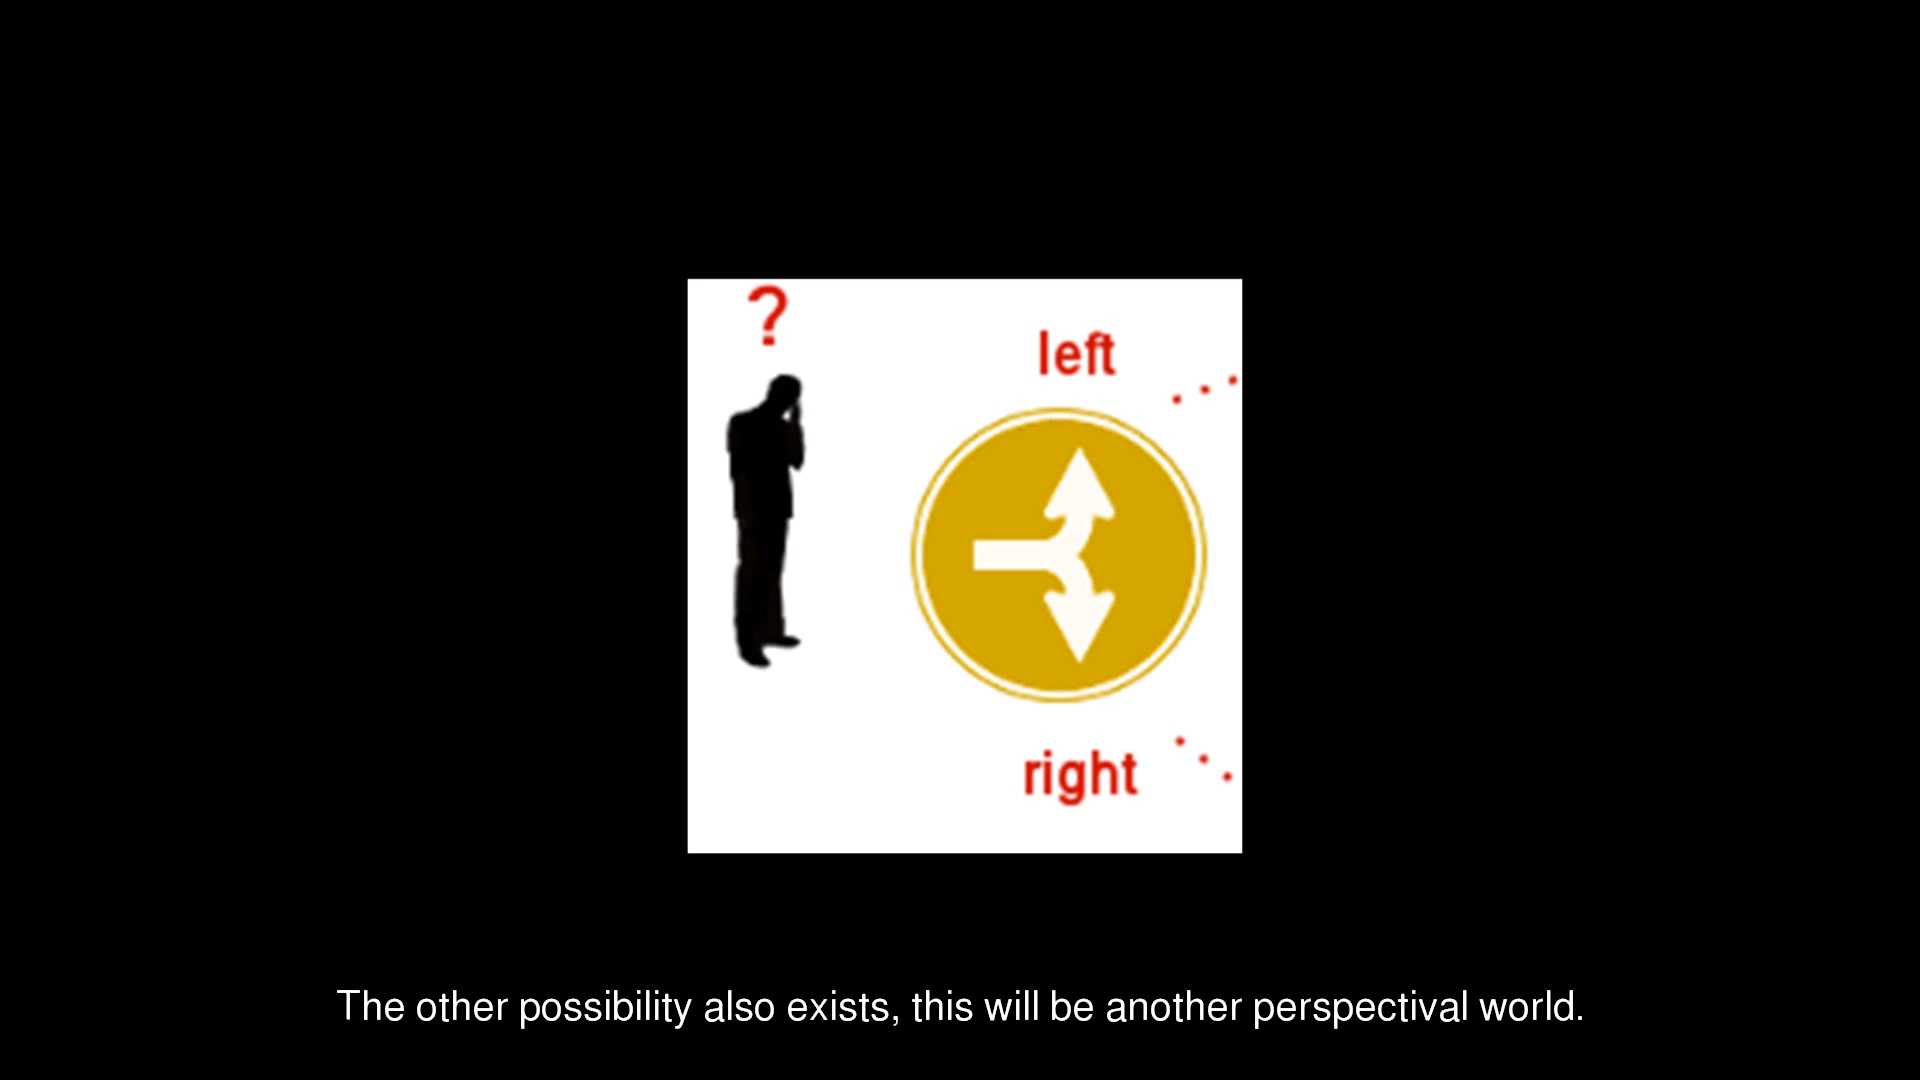 ?
left
right
The other possibility also exists, this will be another perspectival world.